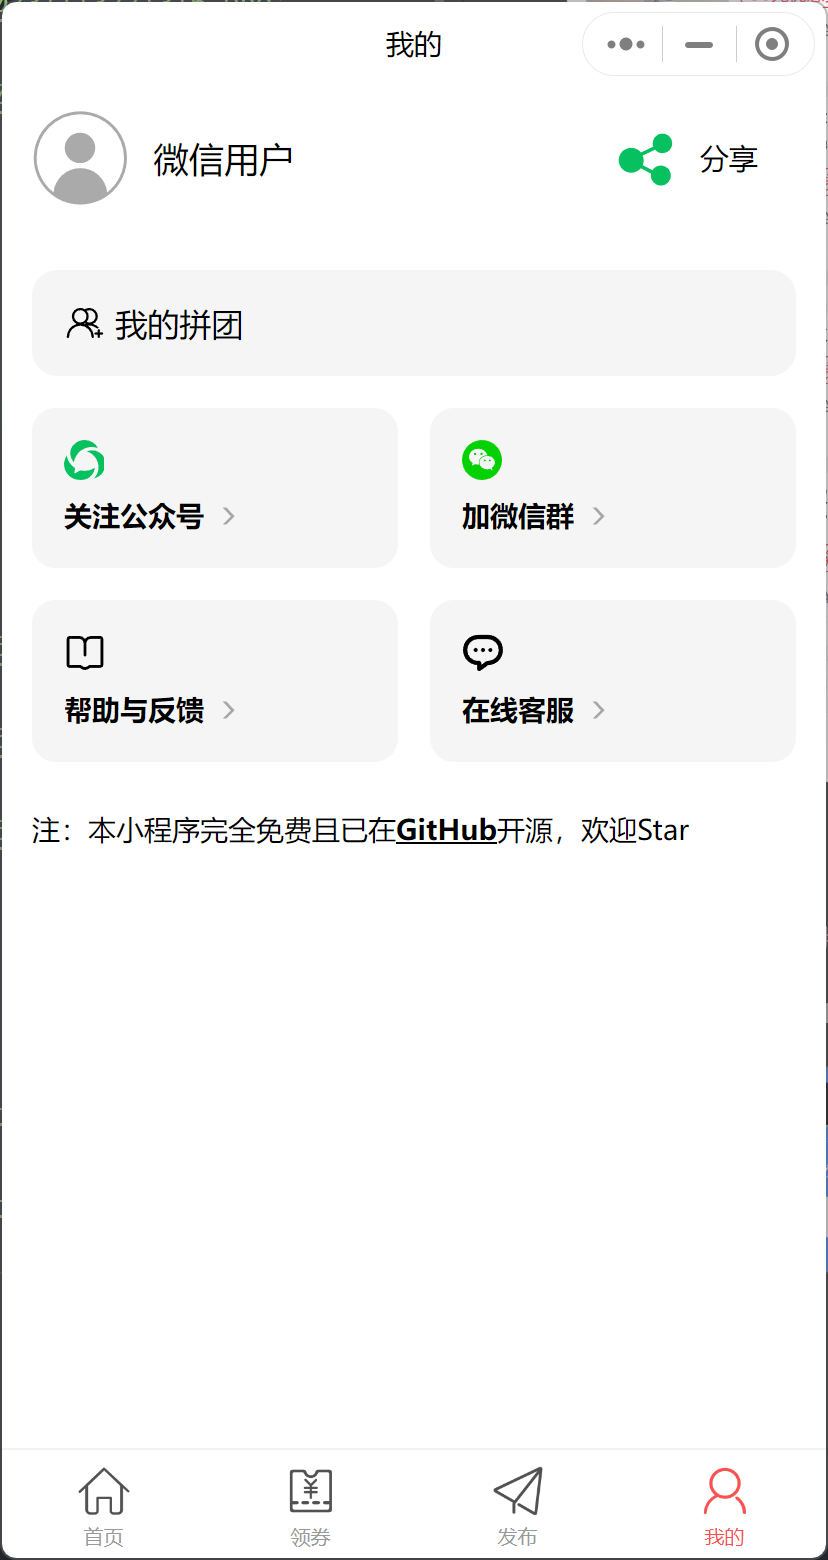 我的
微信用户
分享
我的拼团
关注公众号
加微信群
帮助与反馈
在线客服
注：本小程序完全免费且已在GitHub开源，欢迎Star
首页
领券
发布
我的